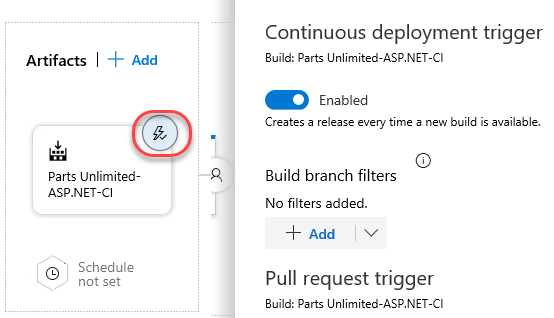 Artifacts
Add
Parts Unlimited-
ASP.NET-CI
Schedule
not set
Continuous deployment trigger
Build: Parts Unlimited-ASP.NET-CI
Enabled
Creates a release every time a new build is available.
Build branch filters
No filters added.
Add
Pull request trigger
Build: Parts Unlimited-ASP.NET-CI